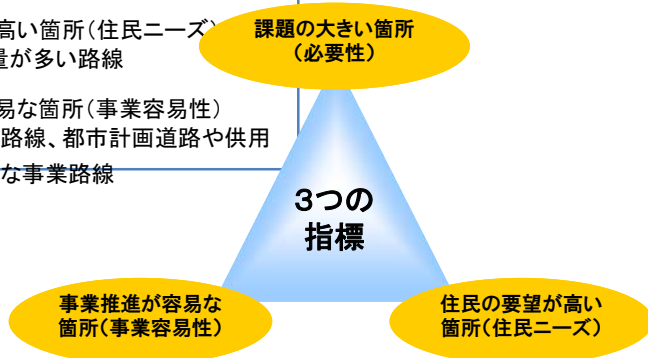 高い箇所(住民ニーズ)
量が多い路線
易な箇所(事業容易性)
路線、都市計画道路や供用
な事業路線
課題の大きい箇所
(必要性)
3つの
指標
事業推進が容易な
箇所(事業容易性)
住民の要望が高い
箇所(住民ニーズ)